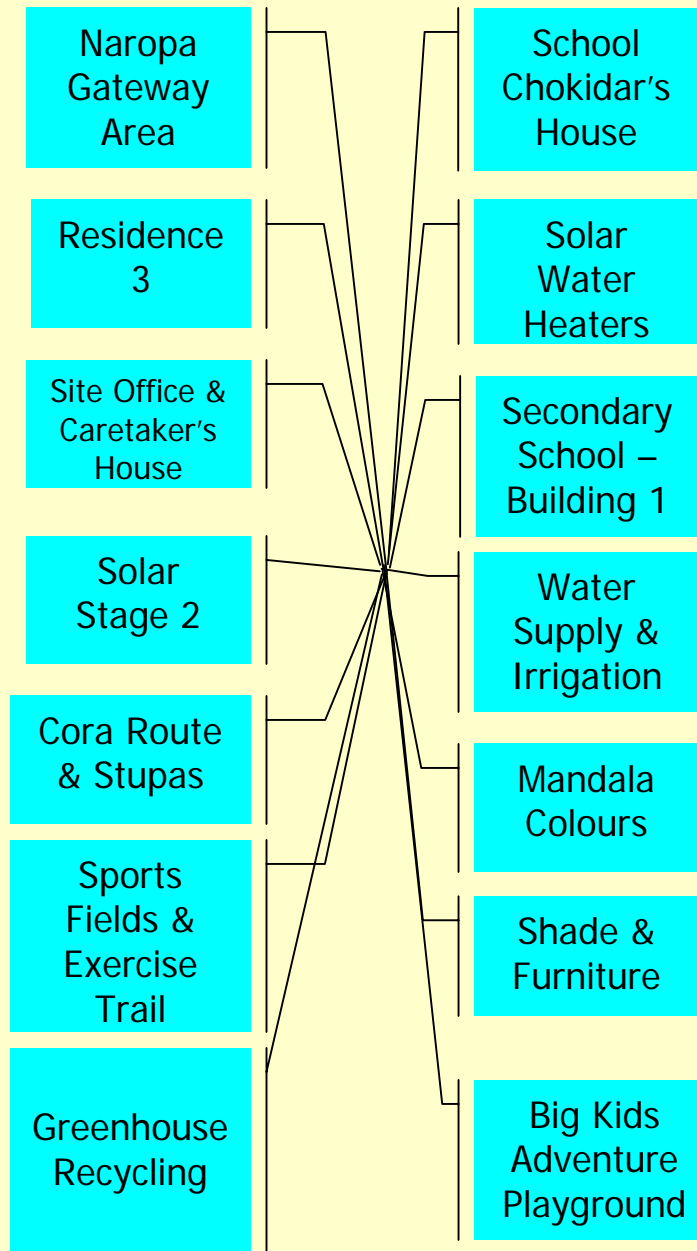 Naropa
Gateway
Area
Residence
3
Site Office &
Caretaker's
House
Solar
Stage 2
Cora Route
& Stupas
Sports
Fields &
Exercise
Trail
Greenhouse
Recycling
School
Chokidar's
House
Solar
Water
Heaters
Secondary
School –
Building 1
Water
Supply &
Irrigation
Mandala
Colours
Shade &
Furniture
Big Kids
Adventure
Playground